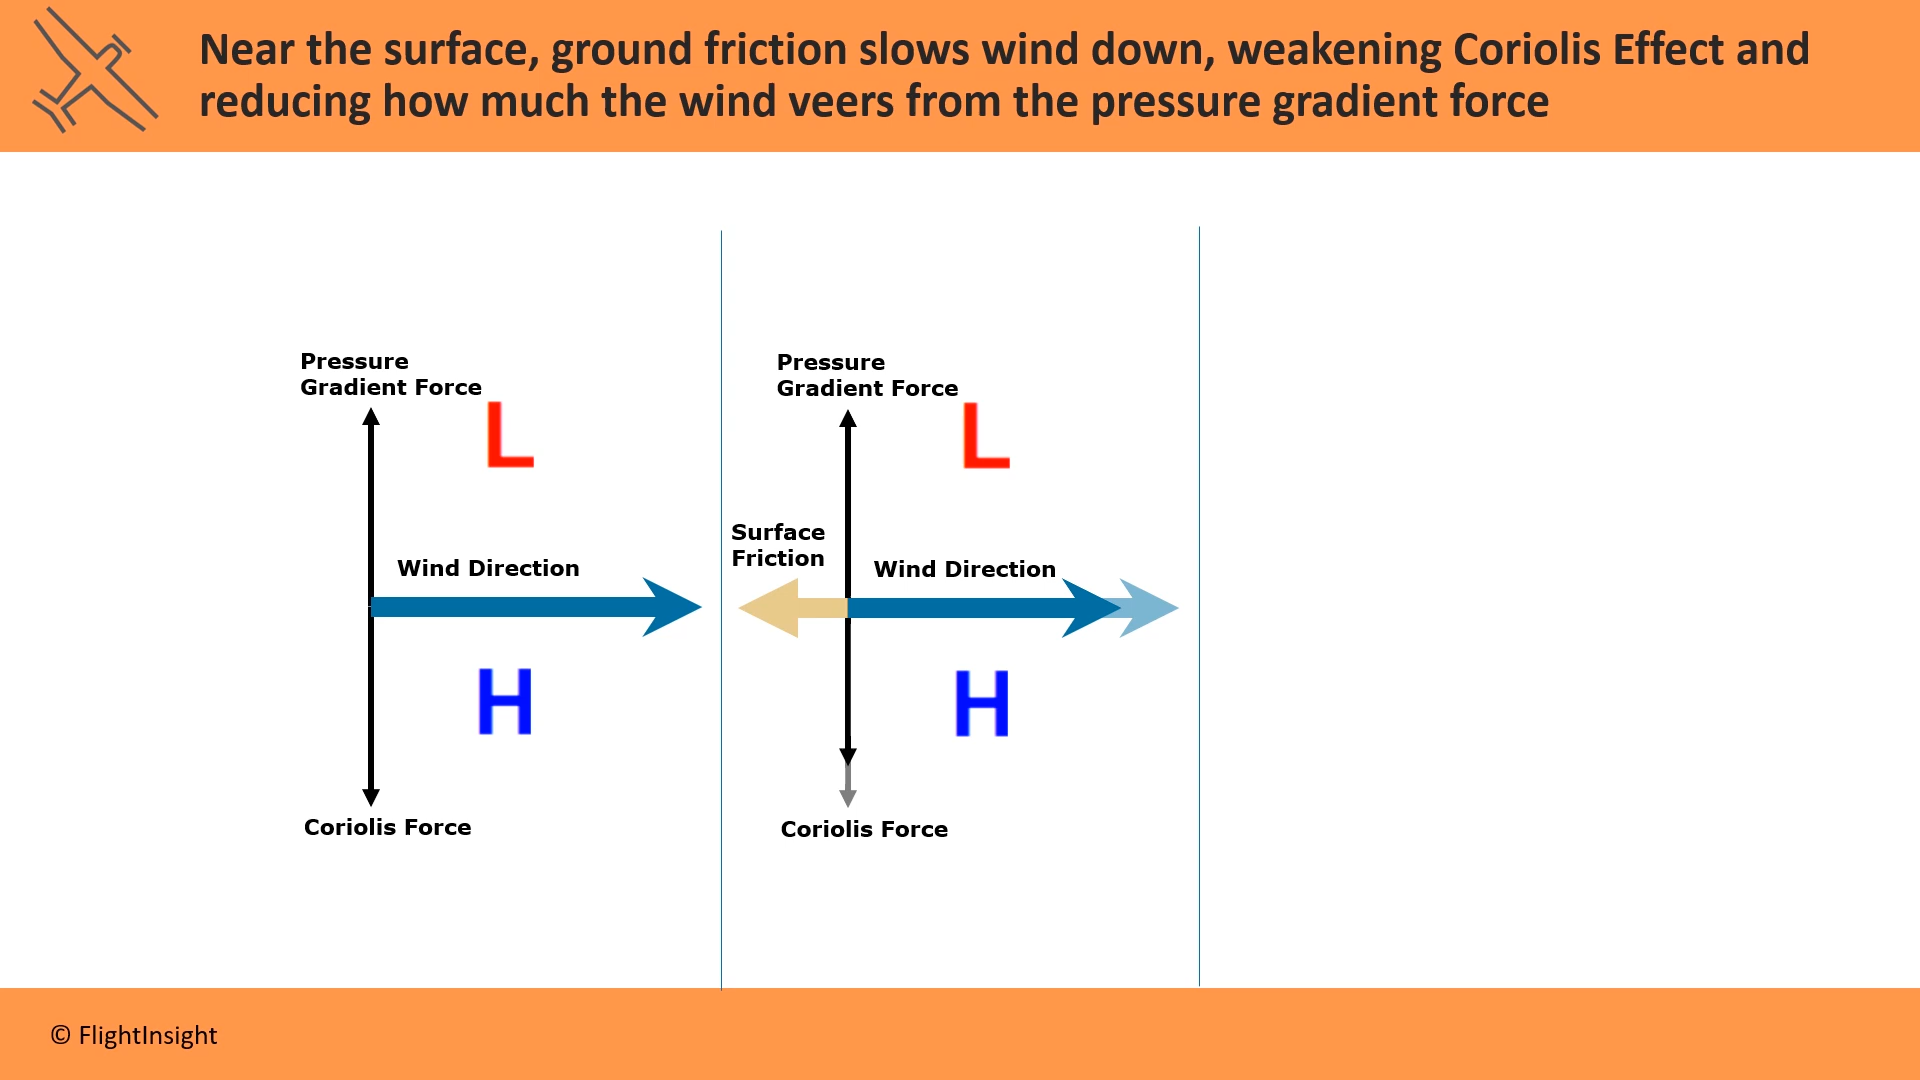 Near the surface, ground friction slows wind down, weakening Coriolis Effect and
reducing how much the wind veers from the pressure gradient force
Pressure
Gradient Force
L
Wind Direction
H
Coriolis Force
Pressure
Gradient Force
L
Surface
Friction
Wind Direction
H
Coriolis Force
© FlightInsight